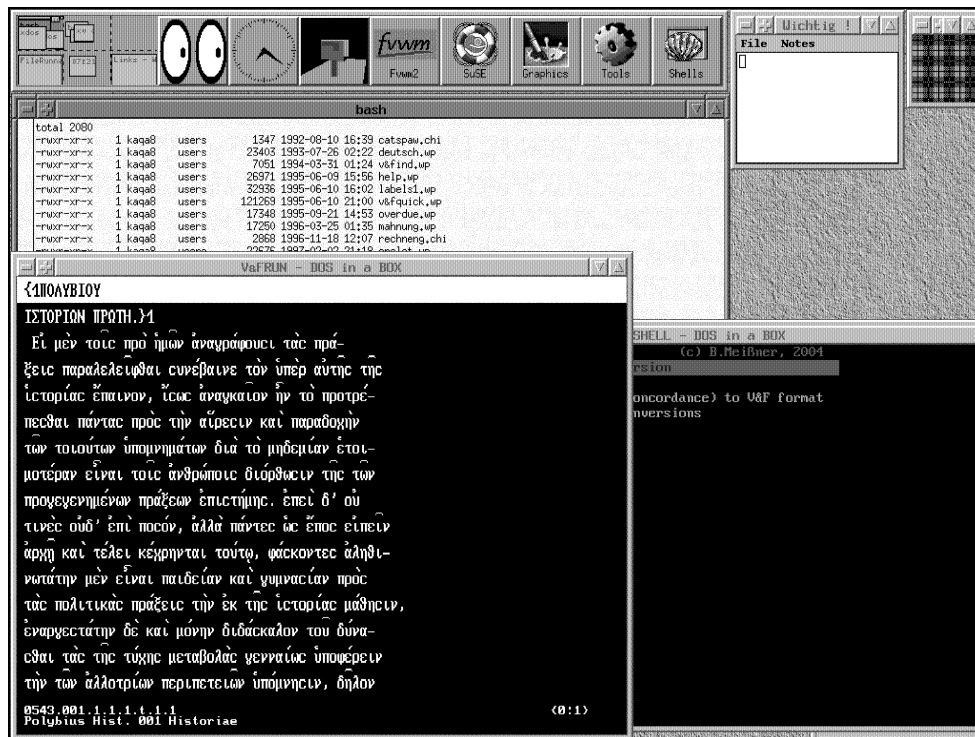 Wichtig !
File Notes
xdos
os
xv
FileRunne
Links - W
fvwm
Fvwm2
SuSE
Graphics
Tools
Shells
bash
total 2080
-rwxr-xr-x 1 kaqa8 users 1347 1992-08-10 16:39 catspaw.chi
-rwxr-xr-x 1 kaqa8 users 23403 1993-07-26 02:22 deutsch.wp
-rwxr-xr-x 1 kaqa8 users 7051 1994-03-31 01:24 v&find.wp
-rwxr-xr-x 1 kaqa8 users 26971 1995-06-09 15:56 help.wp
-rwxr-xr-x 1 kaqa8 users 32936 1995-06-10 16:02 labels1.wp
-rwxr-xr-x 1 kaqa8 users 121269 1995-06-10 21:00 v&fquick.wp
-rwxr-xr-x 1 kaqa8 users 17348 1995-09-21 14:53 overdue.wp
-rwxr-xr-x 1 kaqa8 users 17250 1996-03-25 01:35 mahnung.wp
-rwxr-xr-x 1 kaqa8 users 2868 1996-11-18 12:07 rechneng.chi
V&FRUN - DOS in a BOX
{1ΠΟΛΥΒΙΟΥ
ΙΣΤΟΡΙΩΝ ΠΡΩΤΗ.}1
Εἰ μὲν τοῖς πρὸ ἡμῶν ἀναγράφουϲι τὰϲ πρά-
ξειϲ παραλελεῖφθαι ϲυνέβαινε τὸν ὑπὲρ αὐτῆϲ τῆϲ
ἱϲτορίαϲ ἔπαινον, ἴϲωϲ ἀναγκαῖον ἦν τὸ προτρέ-
πεϲθαι πάνταϲ πρὸϲ τὴν αἵρεϲιν καὶ παραδοχὴν
τῶν τοιούτων ὑπομνημάτων διὰ τὸ μηδεμίαν ἑτοι-
μοτέραν εἶναι τοῖϲ ἀνθρώποιϲ διόρθωϲιν τῆϲ τῶν
προγεγενημένων πράξεων ἐπιϲτήμηϲ. ἐπεὶ δ' οὐ
τινὲϲ οὐδ' ἐπὶ ποϲόν, ἀλλὰ πάντεϲ ὡϲ ἔποϲ εἰπεῖν
ἀρχῇ καὶ τέλει κέχρηνται τούτῳ, φάϲκοντεϲ ἀληθι-
νωτάτην μὲν εἶναι παιδείαν καὶ γυμναϲίαν πρὸϲ
τὰϲ πολιτικὰϲ πράξειϲ τὴν ἐκ τῆϲ ἱϲτορίαϲ μάθηϲιν,
ἐναργεϲτάτην δὲ καὶ μόνην διδάϲκαλον τοῦ δύνα-
ϲθαι τὰϲ τῆϲ τύχηϲ μεταβολὰϲ γενναίωϲ ὑποφέρειν
τὴν τῶν ἀλλοτρίων περιπετειῶν ὑπόμνηϲιν, δῆλον
0543.001.1.1.1.t.1.1 (0:1)
Polybius Hist. 001 Historiae
SHELL - DOS in a BOX
(c) B.Meißner, 2004
rsion
oncordance) to V&F format
nversions